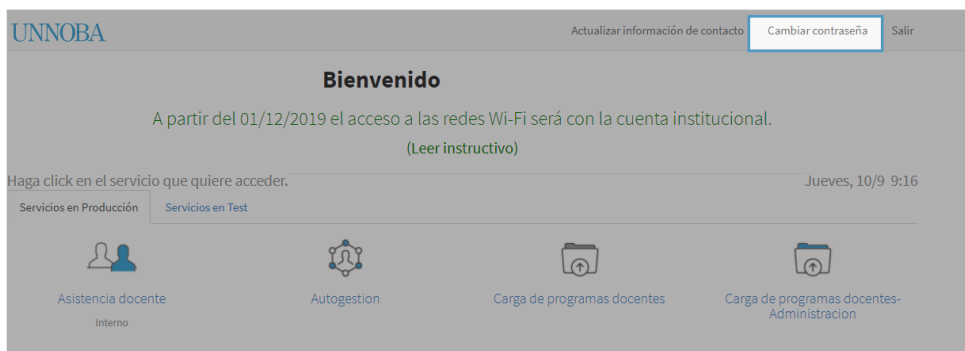 UNNOBA
Actualizar información de contacto Cambiar contraseña Salir
Bienvenido
A partir del 01/12/2019 el acceso a las redes Wi-Fi será con la cuenta institucional.
(Leer instructivo)
Haga click en el servicio que quiere acceder. Jueves, 10/9 9:16
Servicios en Producción Servicios en Test
Asistencia docente
Interno
Autogestion
Carga de programas docentes
Carga de programas docentes-
Administracion